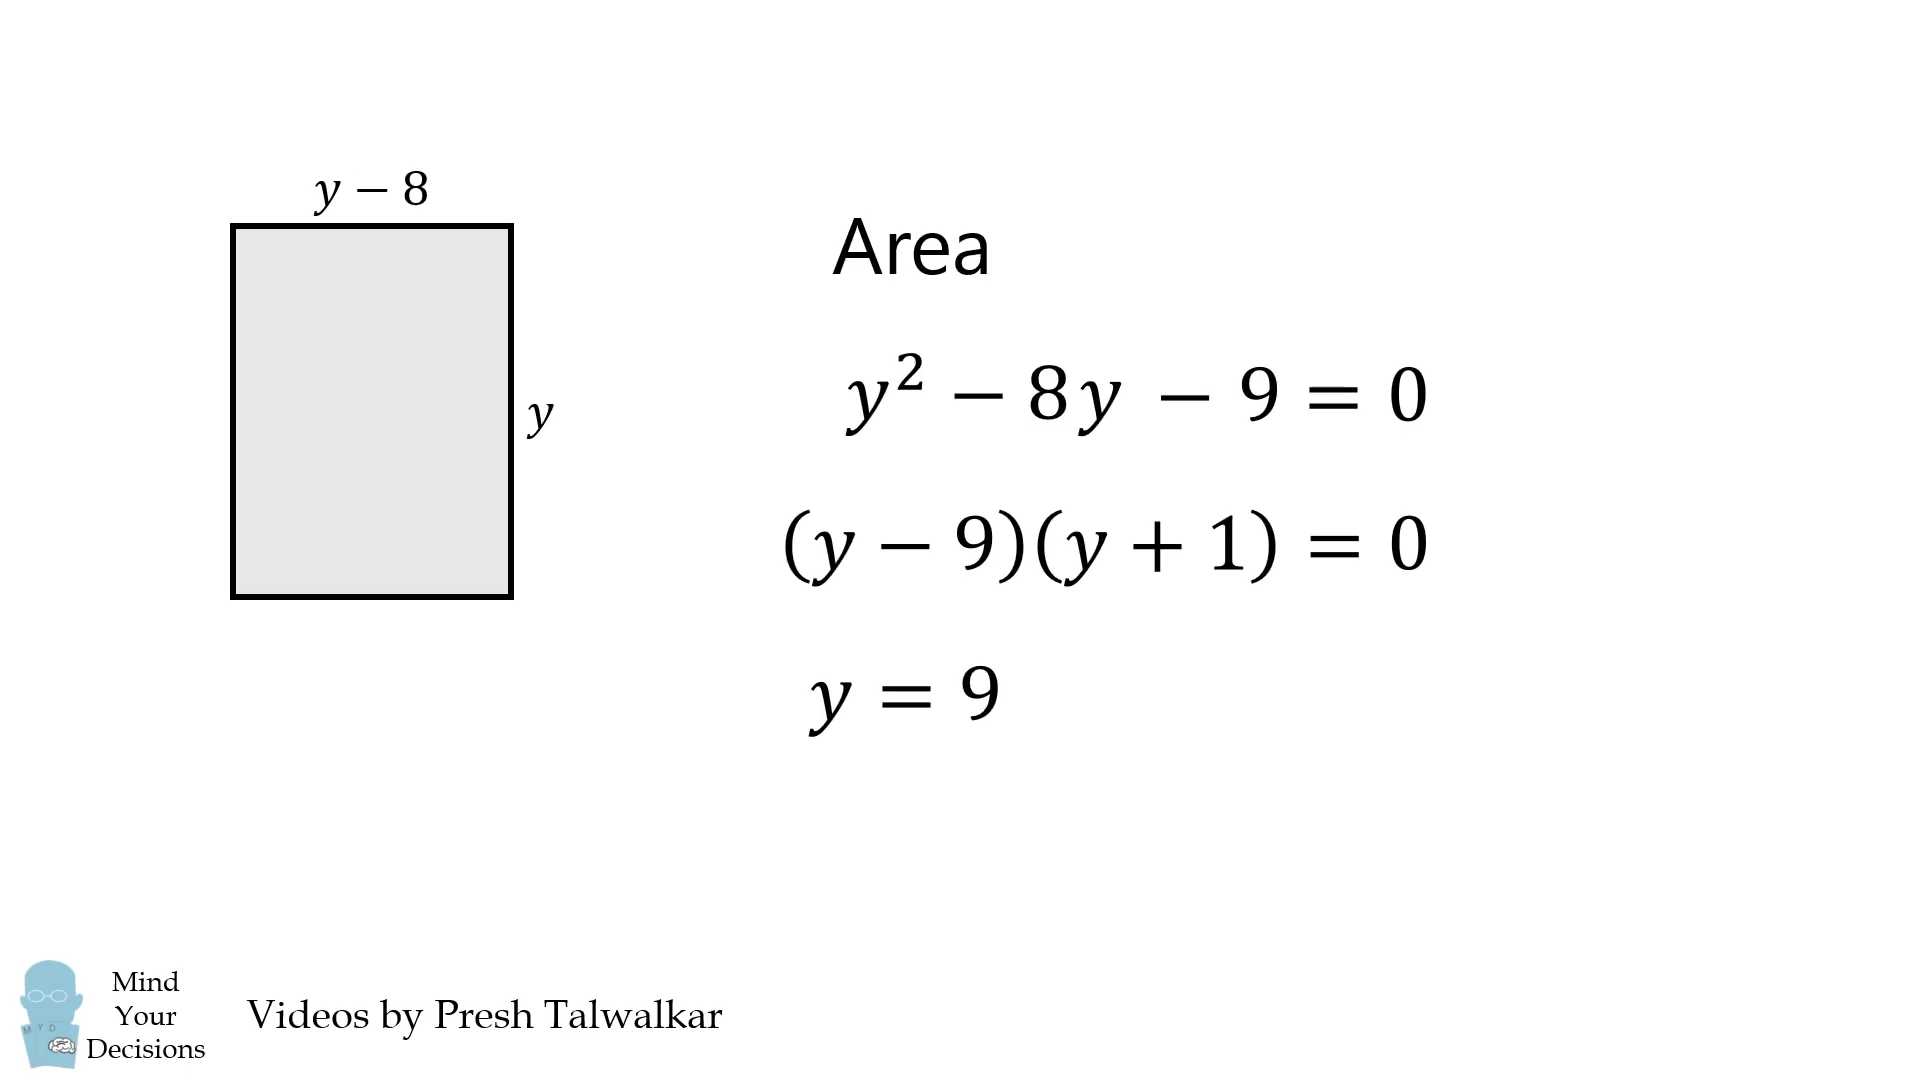 y − 8
y
Area
y² − 8y − 9 = 0
(y − 9)(y + 1) = 0
y = 9
M Y D
Mind
Your
Decisions
Videos by Presh Talwalkar